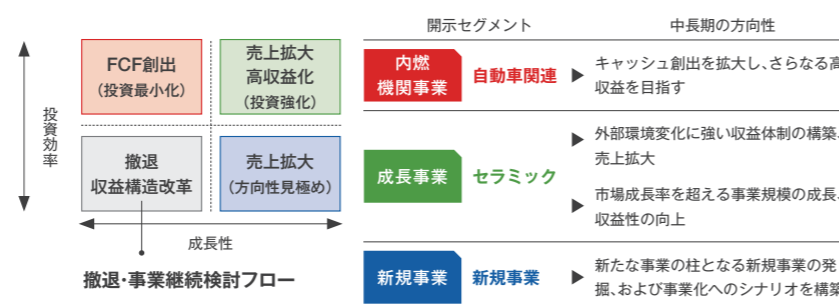 投資効率
FCF創出
(投資最小化)
売上拡大
高収益化
(投資強化)
撤退
収益構造改革
売上拡大
(方向性見極め)
成長性
撤退・事業継続検討フロー
開示セグメント
中長期の方向性
内燃
機関事業
自動車関連
キャッシュ創出を拡大し、さらなる高
収益を目指す
成長事業
セラミック
外部環境変化に強い収益体制の構築、
売上拡大
市場成長率を超える事業規模の成長、
収益性の向上
新規事業
新規事業
新たな事業の柱となる新規事業の発
掘、および事業化へのシナリオを構築